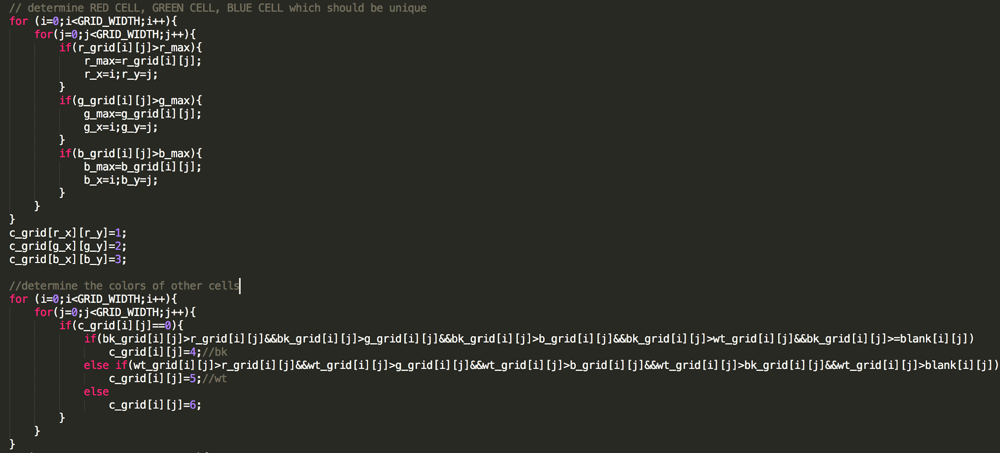 // determine RED CELL, GREEN CELL, BLUE CELL which should be unique
for (i=0;i<GRID_WIDTH;i++){
    for(j=0;j<GRID_WIDTH;j++){
        if(r_grid[i][j]>r_max){
            r_max=r_grid[i][j];
            r_x=i;r_y=j;
        }
        if(g_grid[i][j]>g_max){
            g_max=g_grid[i][j];
            g_x=i;g_y=j;
        }
        if(b_grid[i][j]>b_max){
            b_max=b_grid[i][j];
            b_x=i;b_y=j;
        }
    }
}
c_grid[r_x][r_y]=1;
c_grid[g_x][g_y]=2;
c_grid[b_x][b_y]=3;

//determine the colors of other cells
for (i=0;i<GRID_WIDTH;i++){
    for(j=0;j<GRID_WIDTH;j++){
        if(c_grid[i][j]==0){
            if(bk_grid[i][j]>r_grid[i][j]&&bk_grid[i][j]>g_grid[i][j]&&bk_grid[i][j]>b_grid[i][j]&&bk_grid[i][j]>wt_grid[i][j]&&bk_grid[i][j]>=blank[i][j])
                c_grid[i][j]=4;//bk
            else if(wt_grid[i][j]>r_grid[i][j]&&wt_grid[i][j]>g_grid[i][j]&&wt_grid[i][j]>b_grid[i][j]&&wt_grid[i][j]>bk_grid[i][j]&&wt_grid[i][j]>blank[i][j])
                c_grid[i][j]=5;//wt
            else
                c_grid[i][j]=6;
        }
    }
}